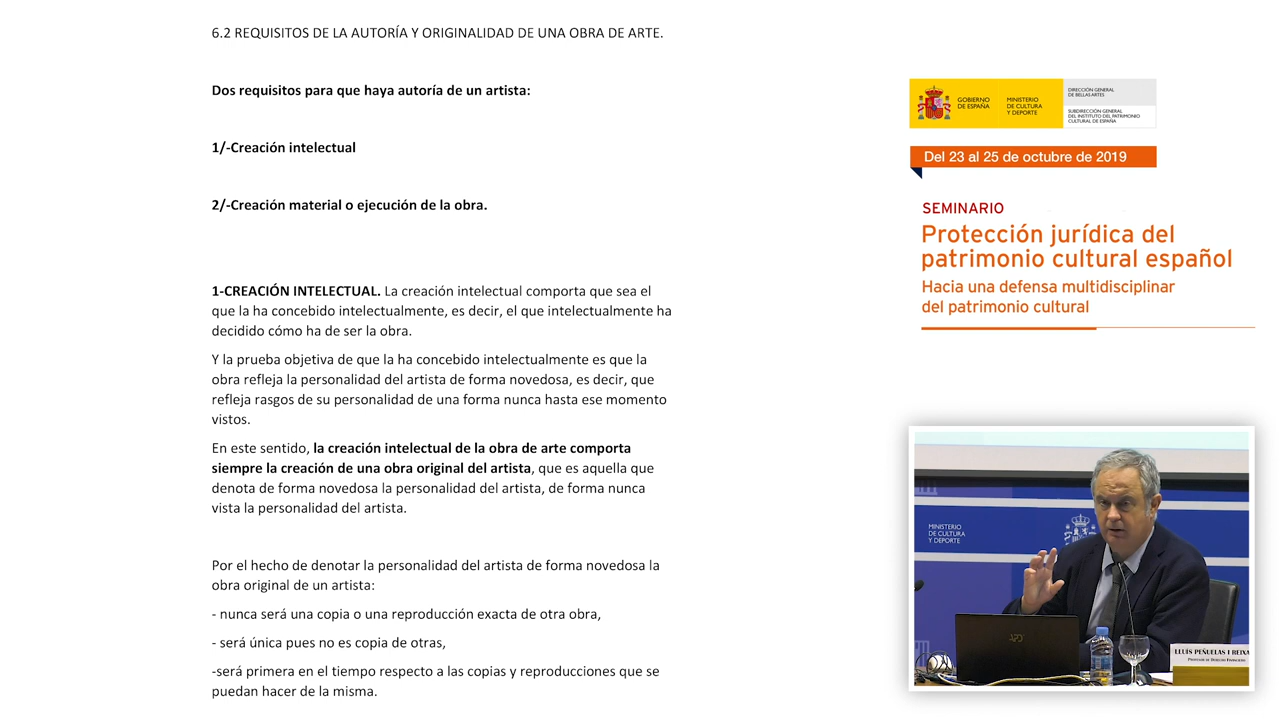 6.2 REQUISITOS DE LA AUTORÍA Y ORIGINALIDAD DE UNA OBRA DE ARTE.
Dos requisitos para que haya autoría de un artista:
1/-Creación intelectual
2/-Creación material o ejecución de la obra.
1-CREACIÓN INTELECTUAL. La creación intelectual comporta que sea el
que la ha concebido intelectualmente, es decir, el que intelectualmente ha
decidido cómo ha de ser la obra.
Y la prueba objetiva de que la ha concebido intelectualmente es que la
obra refleja la personalidad del artista de forma novedosa, es decir, que
refleja rasgos de su personalidad de una forma nunca hasta ese momento
vistos.
En este sentido, la creación intelectual de la obra de arte comporta
siempre la creación de una obra original del artista, que es aquella que
denota de forma novedosa la personalidad del artista, de forma nunca
vista la personalidad del artista.
Por el hecho de denotar la personalidad del artista de forma novedosa la
obra original de un artista:
- nunca será una copia o una reproducción exacta de otra obra,
- será única pues no es copia de otras,
-será primera en el tiempo respecto a las copias y reproducciones que se
puedan hacer de la misma.
GOBIERNO
DE ESPAÑA
MINISTERIO
DE CULTURA
Y DEPORTE
DIRECCIÓN GENERAL
DE BELLAS ARTES
SUBDIRECCIÓN GENERAL
DEL INSTITUTO DEL PATRIMONIO
CULTURAL DE ESPAÑA
Del 23 al 25 de octubre de 2019
SEMINARIO
Protección jurídica del
patrimonio cultural español
Hacia una defensa multidisciplinar
del patrimonio cultural
MINISTERIO
DE CULTURA
Y DEPORTE
LLUÍS PEÑUELAS I REIXA
PROFESOR DE DERECHO FINANCIERO